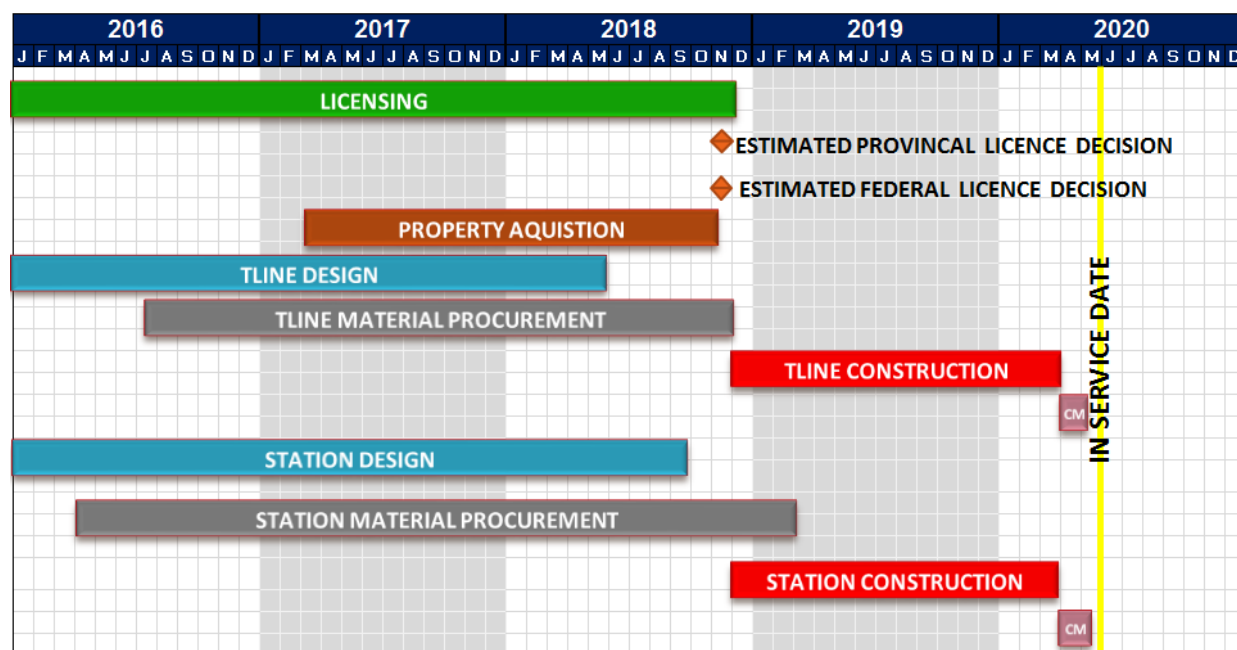 2016 2017 2018 2019 2020
J F M A M J J A S O N D J F M A M J J A S O N D J F M A M J J A S O N D J F M A M J J A S O N D J F M A M J J A S O N D
LICENSING
ESTIMATED PROVINCAL LICENCE DECISION
ESTIMATED FEDERAL LICENCE DECISION
PROPERTY AQUISTION
TLINE DESIGN
TLINE MATERIAL PROCUREMENT
TLINE CONSTRUCTION
CM
IN SERVICE DATE
STATION DESIGN
STATION MATERIAL PROCUREMENT
STATION CONSTRUCTION
CM